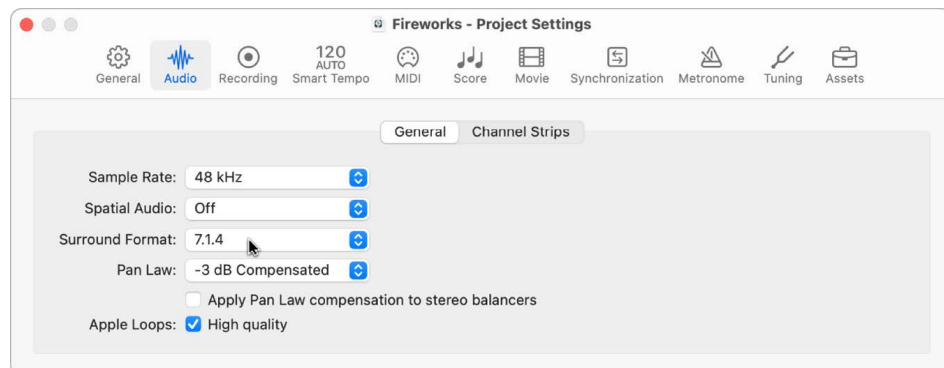 Fireworks - Project Settings
120
AUTO
General Audio Recording Smart Tempo MIDI Score Movie Synchronization Metronome Tuning Assets
General Channel Strips
Sample Rate: 48 kHz
Spatial Audio: Off
Surround Format: 7.1.4
Pan Law: -3 dB Compensated
Apply Pan Law compensation to stereo balancers
Apple Loops: High quality